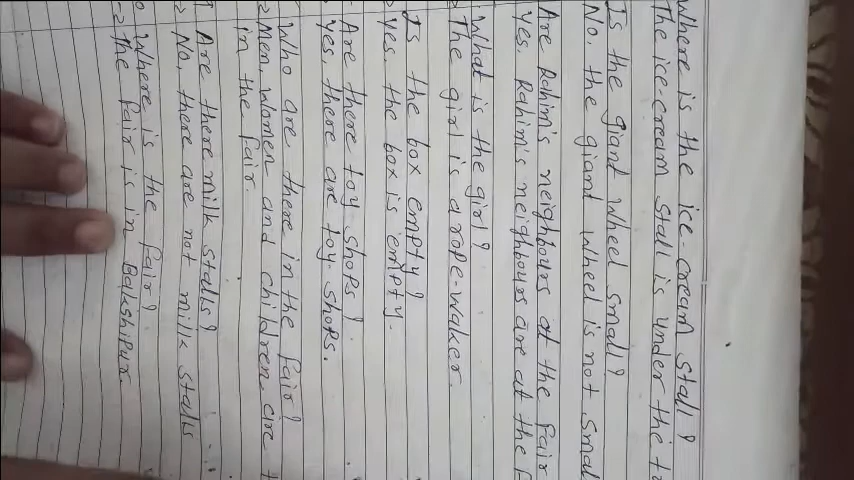 Where is the ice-cream stall?
The ice-cream stall is under the
Is the giant wheel small?
No, the giant wheel is not smal
Are Rahim's neighbours at the fair
Yes, Rahim's neighbours are at the f
What is the girl?
The girl is a rope-walker.
Is the box empty?
Yes, the box is empty.
Are there toy shops?
Yes, there are toy-shops.
Who are there in the fair?
Men, women and children are
in the fair.
Are there milk stalls?
No, there are not milk stalls
Where is the fair?
The fair is in Bakshipur.